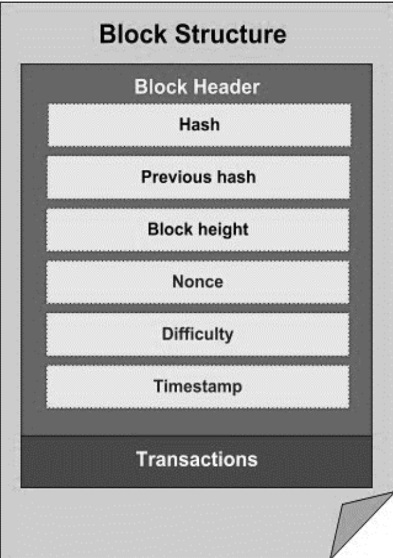 Block Structure
Block Header
Hash
Previous hash
Block height
Nonce
Difficulty
Timestamp
Transactions